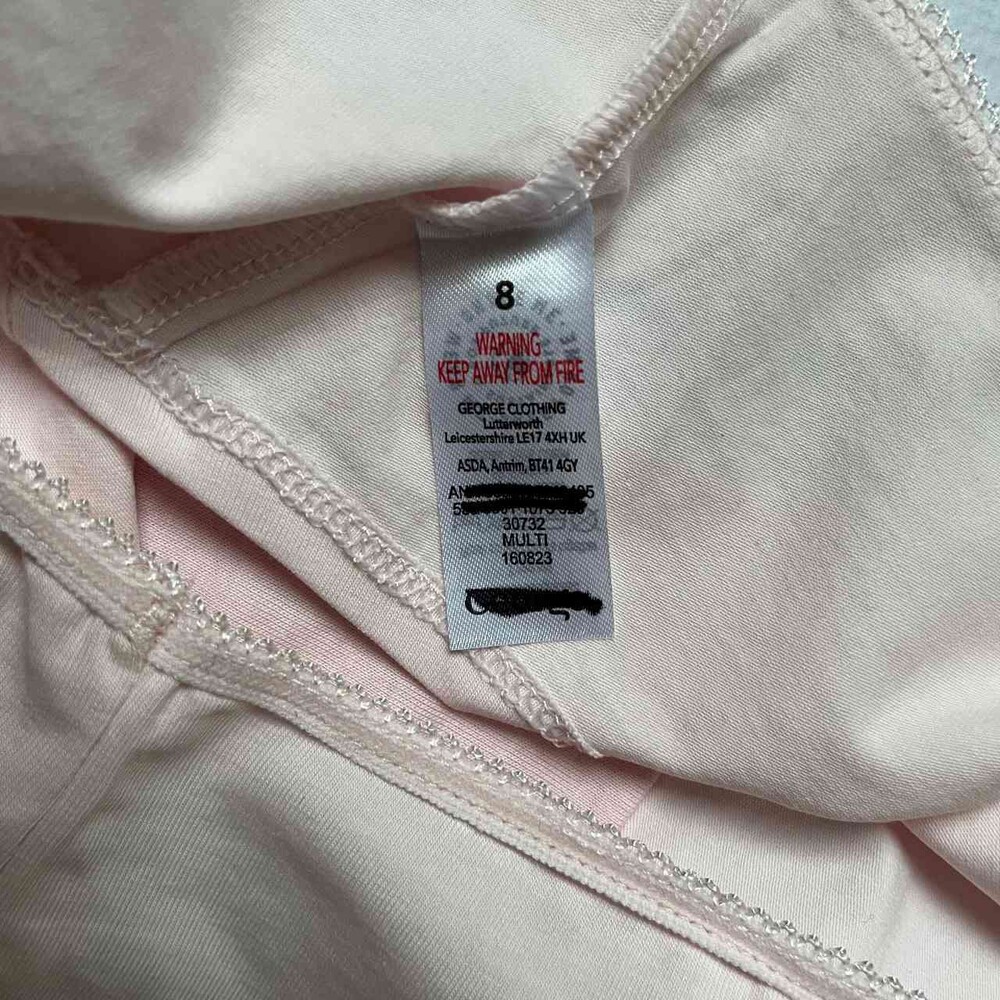 8
WARNING
KEEP AWAY FROM FIRE
GEORGE CLOTHING
Lutterworth
Leicestershire LE17 4XH UK
ASDA, Antrim, BT41 4GY
30732
MULTI
160823